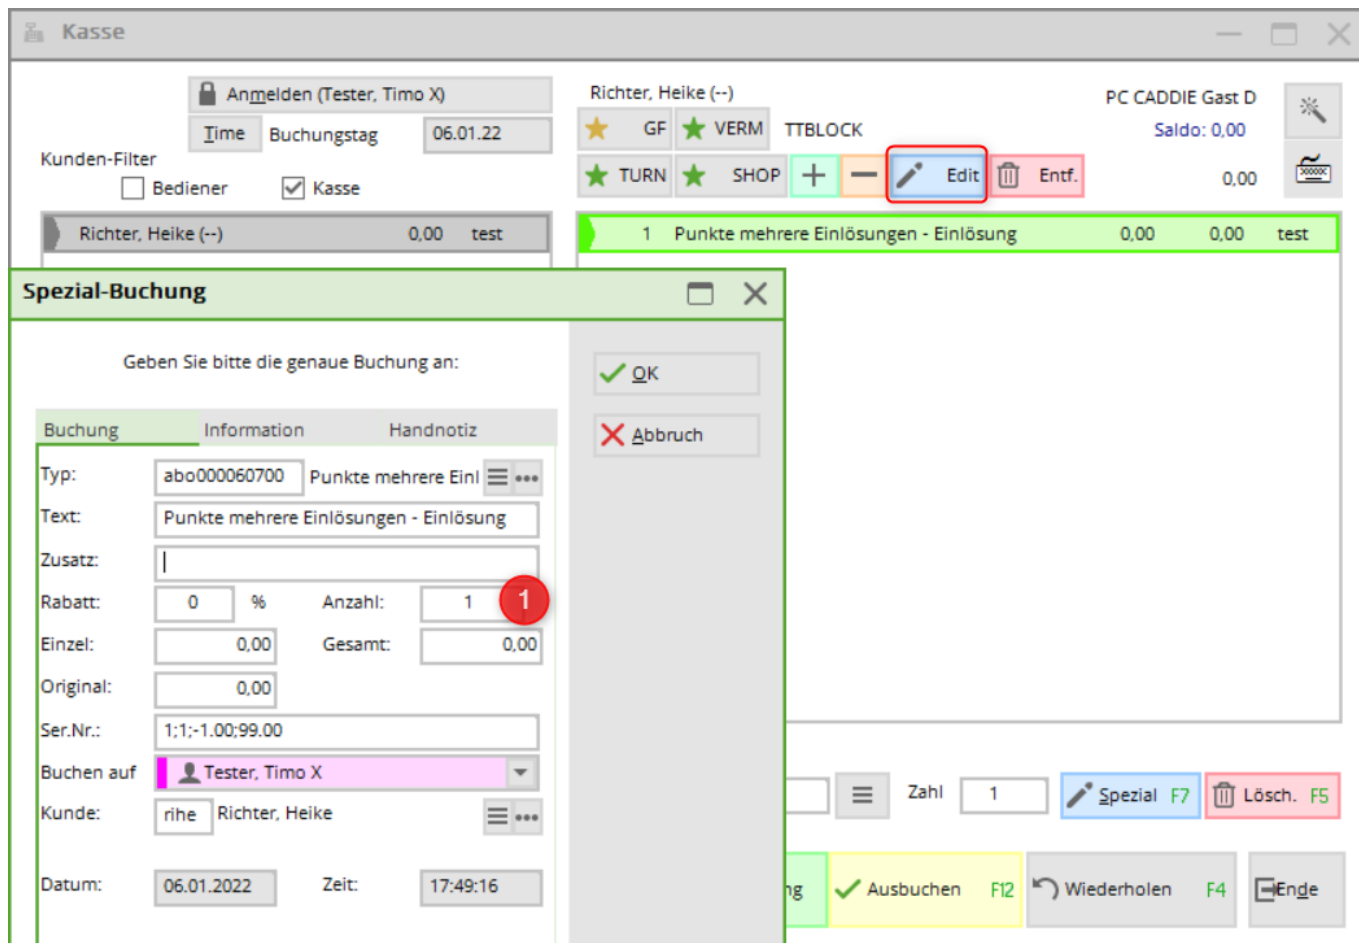 Kasse
Anmelden (Tester, Timo X)
Time Buchungstag 06.01.22
Kunden-Filter
Bediener Kasse
Richter, Heike (--) 0,00 test
Richter, Heike (--)
PC CADDIE Gast D
GF VERM TTBLOCK
Saldo: 0,00
TURN SHOP Edit Entf.
0,00
1 Punkte mehrere Einlösungen - Einlösung 0,00 0,00 test
Spezial-Buchung
Geben Sie bitte die genaue Buchung an:
OK
Abbruch
Buchung Information Handnotiz
Typ: abo000060700 Punkte mehrere Einl
Text: Punkte mehrere Einlösungen - Einlösung
Zusatz:
Rabatt: 0 % Anzahl: 1 1
Einzel: 0,00 Gesamt: 0,00
Original: 0,00
Ser.Nr.: 1;1;-1.00;99.00
Buchen auf Tester, Timo X
Kunde: rihe Richter, Heike
Datum: 06.01.2022 Zeit: 17:49:16
Zahl 1 Spezial F7 Lösch. F5
ng Ausbuchen F12 Wiederholen F4 Ende